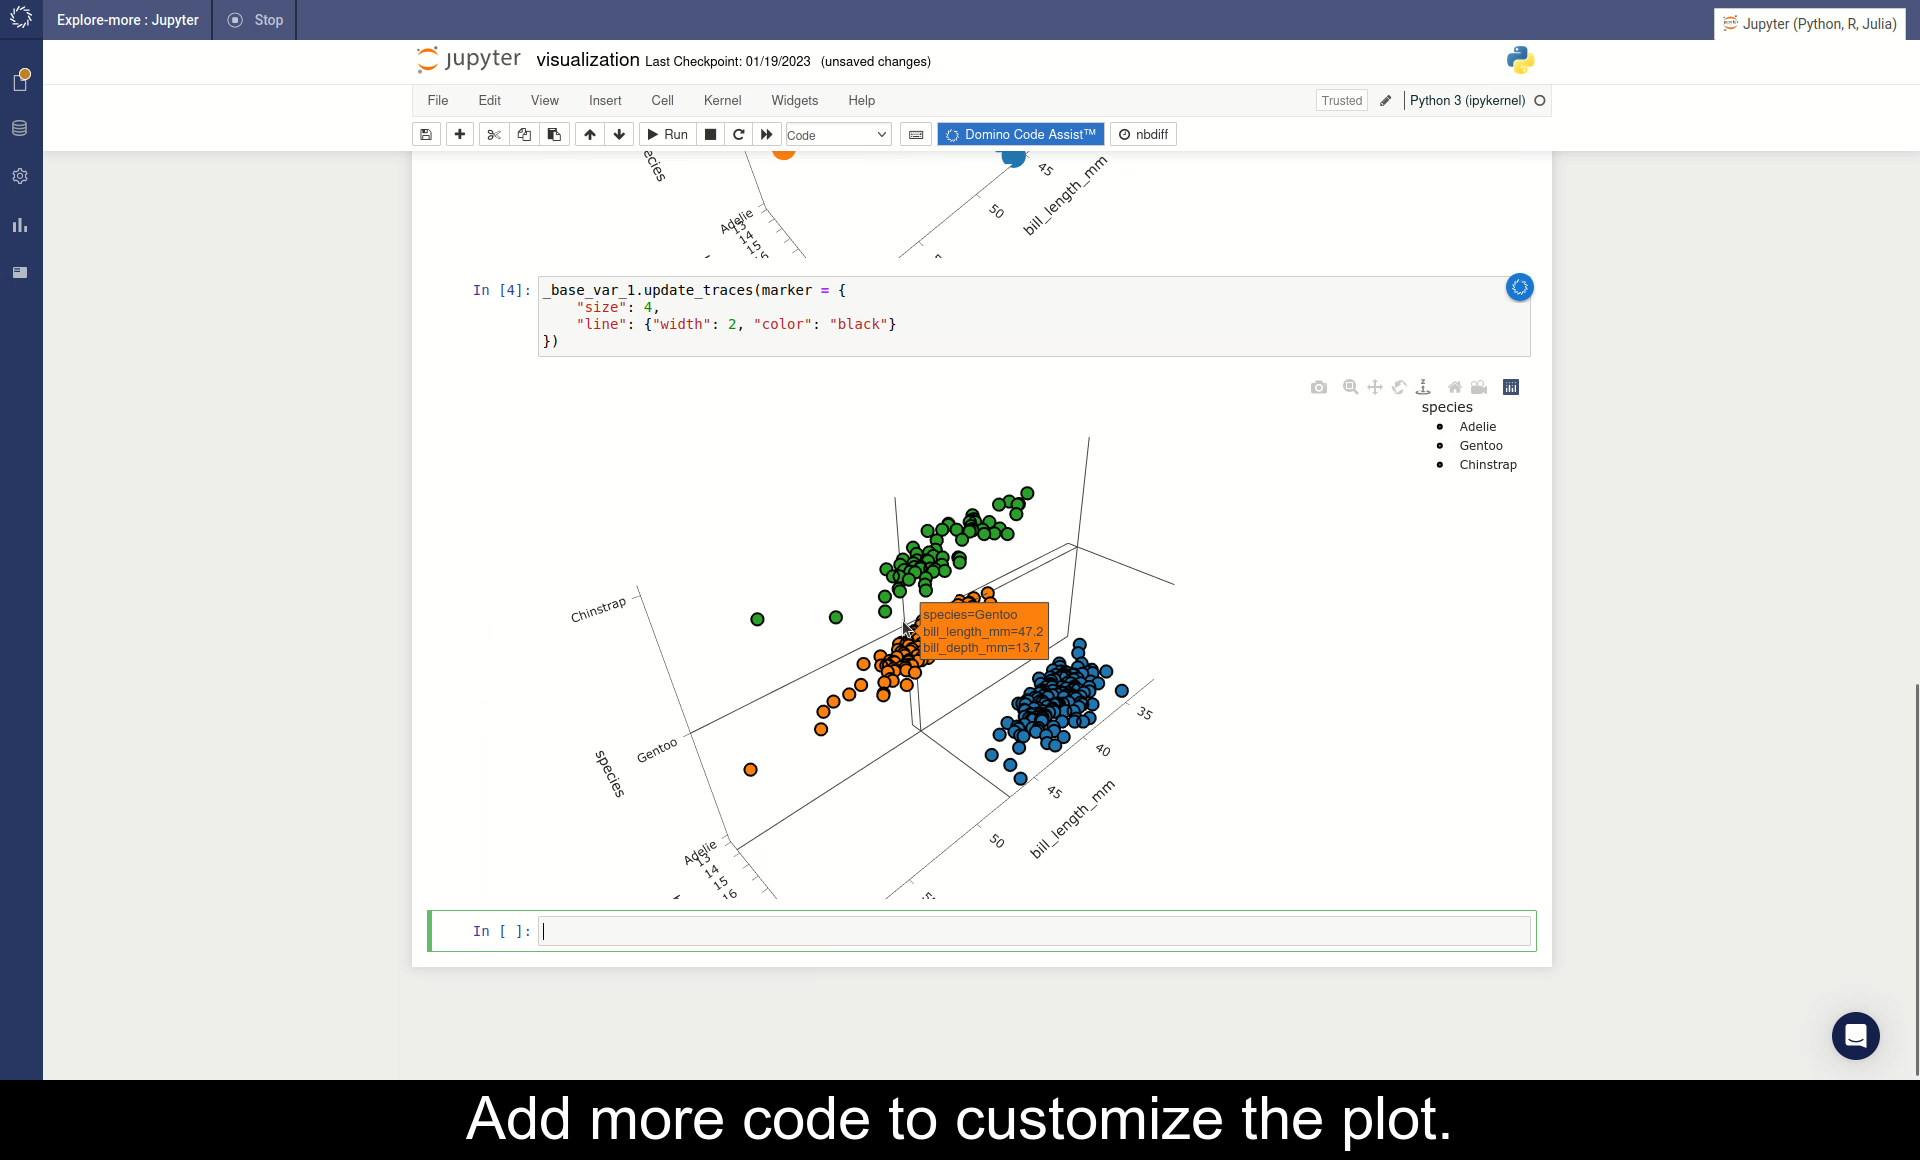 Explore-more : Jupyter
Stop
Jupyter (Python, R, Julia)
jupyter visualization Last Checkpoint: 01/19/2023 (unsaved changes)
File Edit View Insert Cell Kernel Widgets Help
Trusted
Python 3 (ipykernel)
Run
Code
Domino Code Assist™
nbdiff
Adelie
13
14
15
50
45
bill_length_mm
In [4]:
_base_var_1.update_traces(marker = {
"size": 4,
"line": {"width": 2, "color": "black"}
})
species
Adelie
Gentoo
Chinstrap
Chinstrap
Gentoo
Adelie
species
species=Gentoo
bill_length_mm=47.2
bill_depth_mm=13.7
13
14
15
16
50
45
40
35
bill_length_mm
In [ ]:
Add more code to customize the plot.